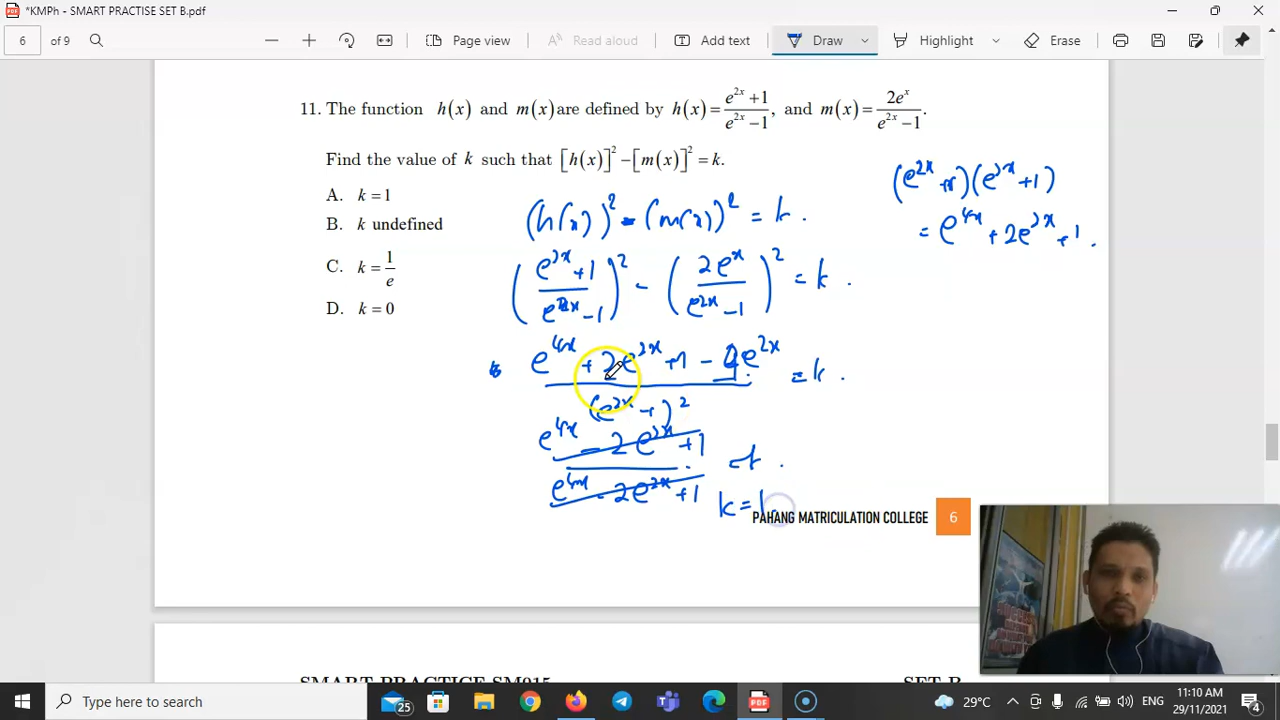 *KMPh - SMART PRACTISE SET B.pdf
6 of 9 Page view Read aloud Add text Draw Highlight Erase
11. The function h(x) and m(x) are defined by h(x) = (e^{2x} + 1)/(e^{2x} − 1), and m(x) = 2e^x/(e^{2x} − 1).
Find the value of k such that [h(x)]² − [m(x)]² = k.
A. k = 1
B. k undefined
C. k = 1/e
D. k = 0
(h(x))² - (m(x))² = k.
((e^{2x} + 1)/(e^{2x} - 1))² - (2e^x/(e^{2x} - 1))² = k.
(e^{4x} + 2e^{2x} + 1 - 4e^{2x})/(e^{2x} - 1)² = k.
(e^{4x} - 2e^{2x} + 1)/(e^{4x} - 2e^{2x} + 1)
k = 1
(e^{2x} + 1)(e^{2x} + 1)
= e^{4x} + 2e^{2x} + 1.
PAHANG MATRICULATION COLLEGE 6
SMART PRACTICE SM015 SET B
Type here to search
25
29°C
ENG
11:10 AM
29/11/2021
4